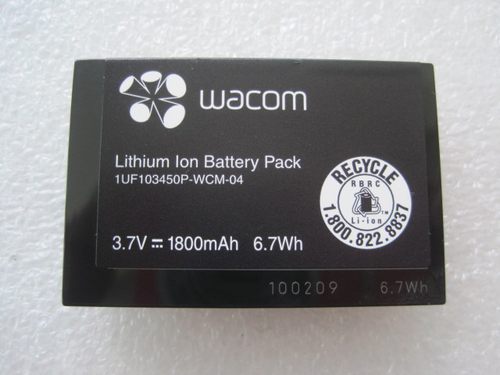 wacom
Lithium Ion Battery Pack
1UF103450P-WCM-04
3.7V ⎓ 1800mAh 6.7Wh
RECYCLE
RBRC
Li-ion
TM
1.800.822.8837
100209 6.7Wh